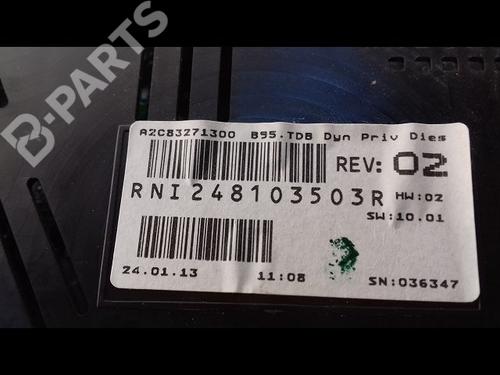 B-PARTS
A2C83271300 B95.TDB Dyn Priv Dies
REV: 02
RNI248103503R
HW:02
SW:10.01
24.01.13 11:08 SN:036347